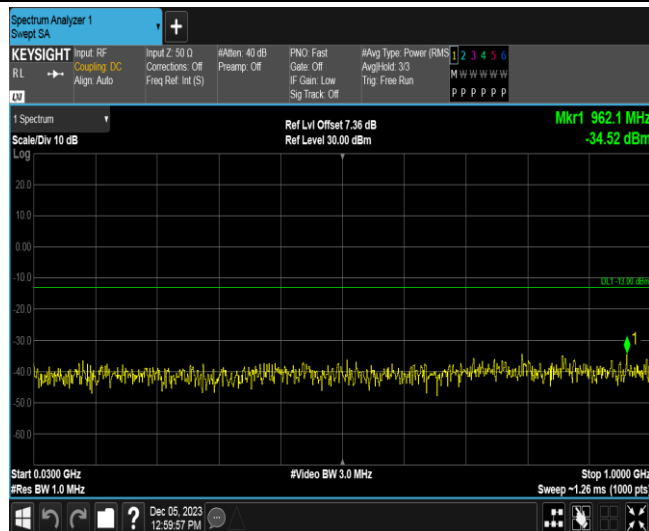 Spectrum Analyzer 1
Swept SA
+
KEYSIGHT
RL
Input: RF
Coupling: DC
Align: Auto
Input Z: 50 Ω
Corrections: Off
Freq Ref: Int (S)
#Atten: 40 dB
Preamp: Off
PNO: Fast
Gate: Off
IF Gain: Low
Sig Track: Off
#Avg Type: Power (RMS
Avg|Hold: 3/3
Trig: Free Run
1 2 3 4 5 6
M W W W W W
P P P P P P
1 Spectrum
Scale/Div 10 dB
Log
Ref Lvl Offset 7.36 dB
Ref Level 30.00 dBm
Mkr1 962.1 MHz
-34.52 dBm
20.0
10.0
0.00
-10.0
DL1 -13.00 dBm
-20.0
-30.0
1
-40.0
-50.0
-60.0
Start 0.0300 GHz
#Res BW 1.0 MHz
#Video BW 3.0 MHz
Stop 1.0000 GHz
Sweep ~1.26 ms (1000 pts)
?
Dec 05, 2023
12:59:57 PM